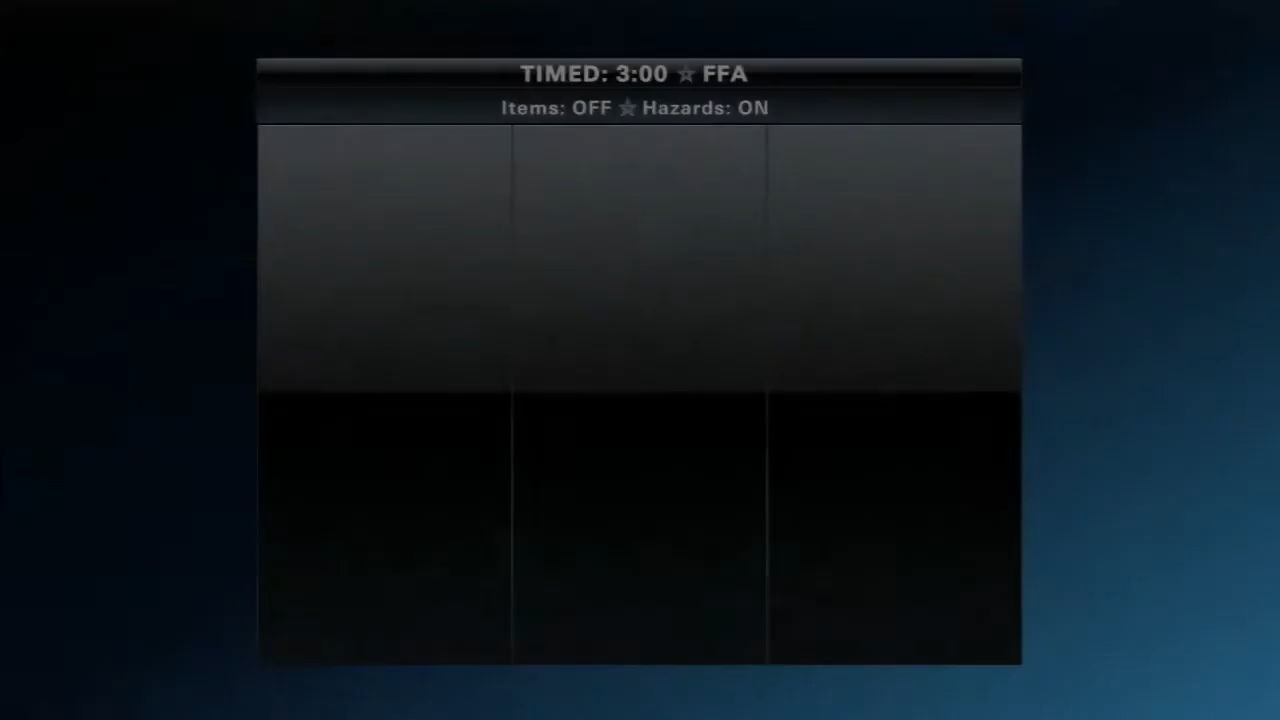 TIMED: 3:00 ☆ FFA
Items: OFF ☆ Hazards: ON